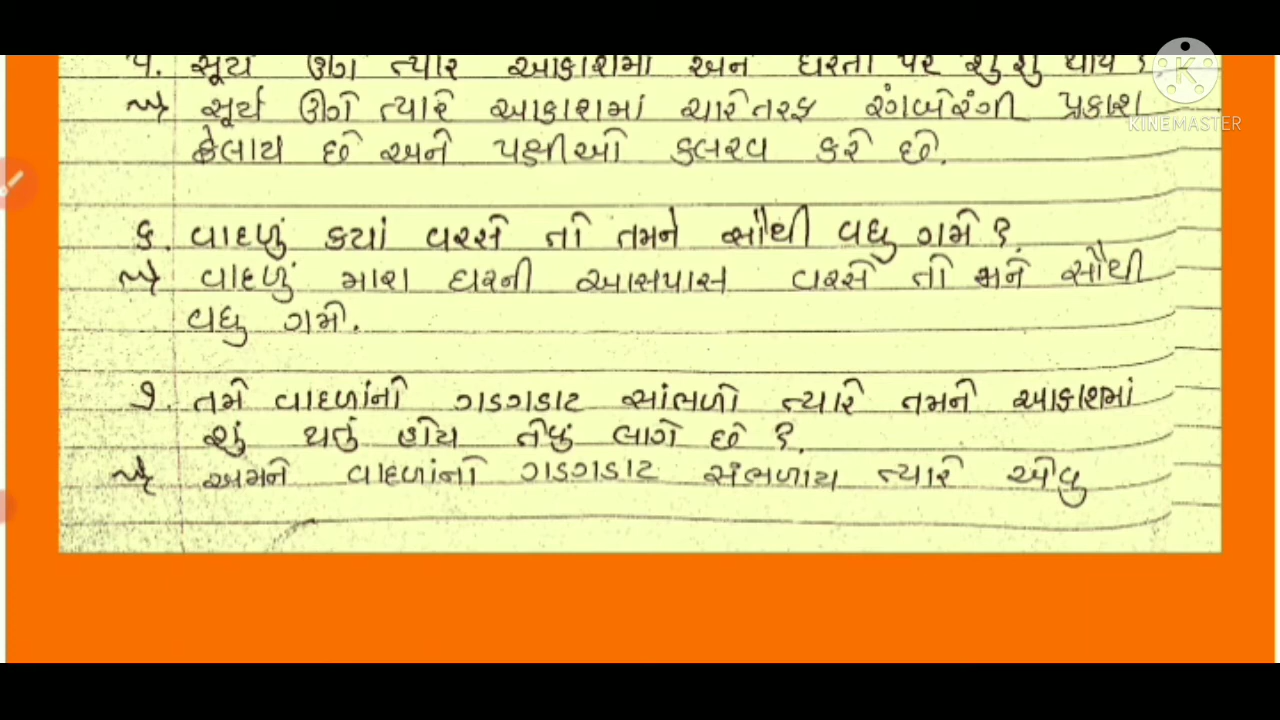 ૫. સૂર્ય ઊગે ત્યારે આકાશમાં અને ધરતી પર શું શું થાય ?
સૂર્ય ઊગે ત્યારે આકાશમાં ચારેતરફ રંગબેરંગી પ્રકાશ
KINEMASTER
ફેલાય છે અને પક્ષીઓ કલરવ કરે છે.
૬. વાદળું કયાં વરસે તો તમને સૌથી વધુ ગમે ?
વાદળું મારા ઘરની આસપાસ વરસે તો મને સૌથી
વધુ ગમે.
૭. તમે વાદળાંનો ગડગડાટ સાંભળો ત્યારે તમને આકાશમાં
શું થતું હોય તેવું લાગે છે ?
અમને વાદળાંનો ગડગડાટ સંભળાય ત્યારે એવુ